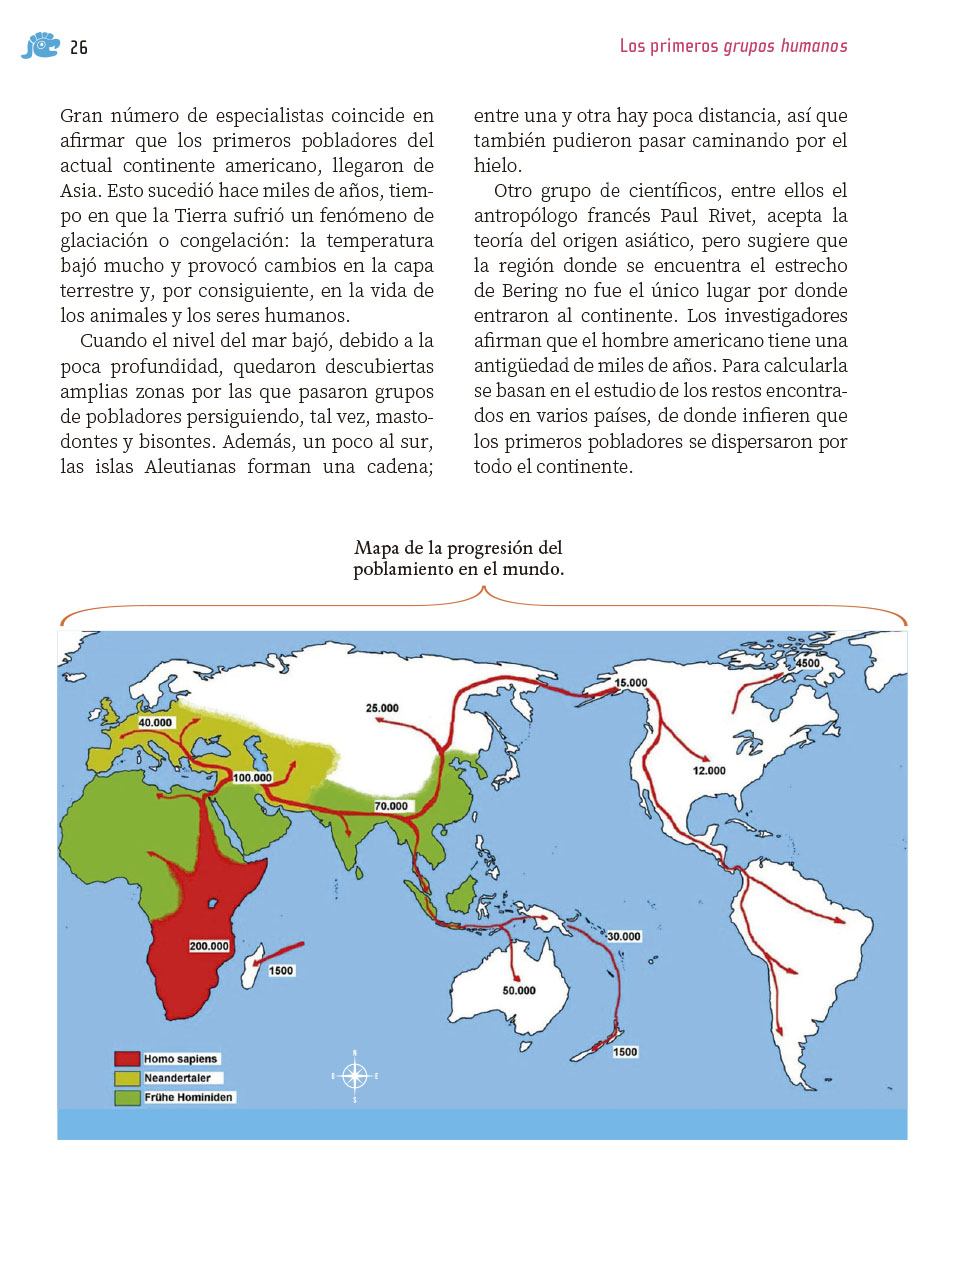 26
Los primeros grupos humanos
Gran número de especialistas coincide en
afirmar que los primeros pobladores del
actual continente americano, llegaron de
Asia. Esto sucedió hace miles de años, tiem-
po en que la Tierra sufrió un fenómeno de
glaciación o congelación: la temperatura
bajó mucho y provocó cambios en la capa
terrestre y, por consiguiente, en la vida de
los animales y los seres humanos.
Cuando el nivel del mar bajó, debido a la
poca profundidad, quedaron descubiertas
amplias zonas por las que pasaron grupos
de pobladores persiguiendo, tal vez, masto-
dontes y bisontes. Además, un poco al sur,
las islas Aleutianas forman una cadena;
entre una y otra hay poca distancia, así que
también pudieron pasar caminando por el
hielo.
Otro grupo de científicos, entre ellos el
antropólogo francés Paul Rivet, acepta la
teoría del origen asiático, pero sugiere que
la región donde se encuentra el estrecho
de Bering no fue el único lugar por donde
entraron al continente. Los investigadores
afirman que el hombre americano tiene una
antigüedad de miles de años. Para calcularla
se basan en el estudio de los restos encontra-
dos en varios países, de donde infieren que
los primeros pobladores se dispersaron por
todo el continente.
Mapa de la progresión del
poblamiento en el mundo.
4500
15.000
25.000
40.000
12.000
100.000
70.000
30.000
200.000
1500
50.000
1500
Homo sapiens
Neandertaler
Frühe Hominiden
N
O E
S